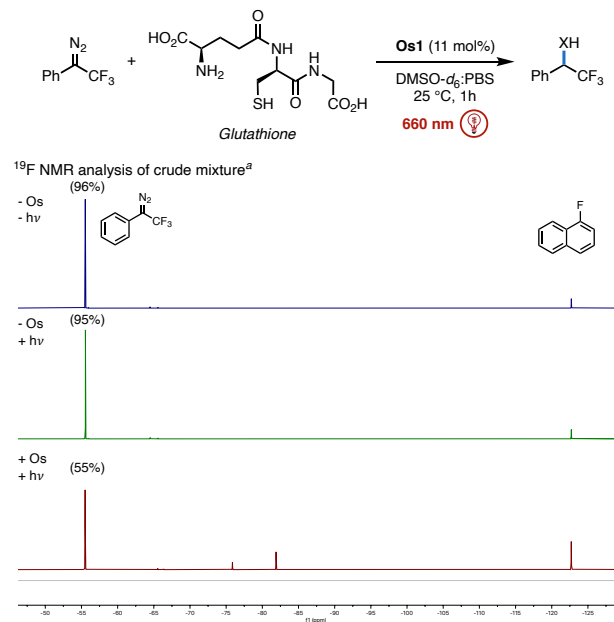 N2
Ph
CF3
+
HO2C
NH2
O
N
H
SH
O
H
N
CO2H
Glutathione
Os1 (11 mol%)
DMSO-d6:PBS
25 °C, 1h
660 nm
XH
Ph
CF3
19F NMR analysis of crude mixturea
(96%)
- Os
- hν
N2
CF3
F
(95%)
- Os
+ hν
+ Os
(55%)
+ hν
-50 -55 -60 -65 -70 -75 -80 -85 -90 -95 -100 -105 -110 -115 -120 -125
f1 (ppm)